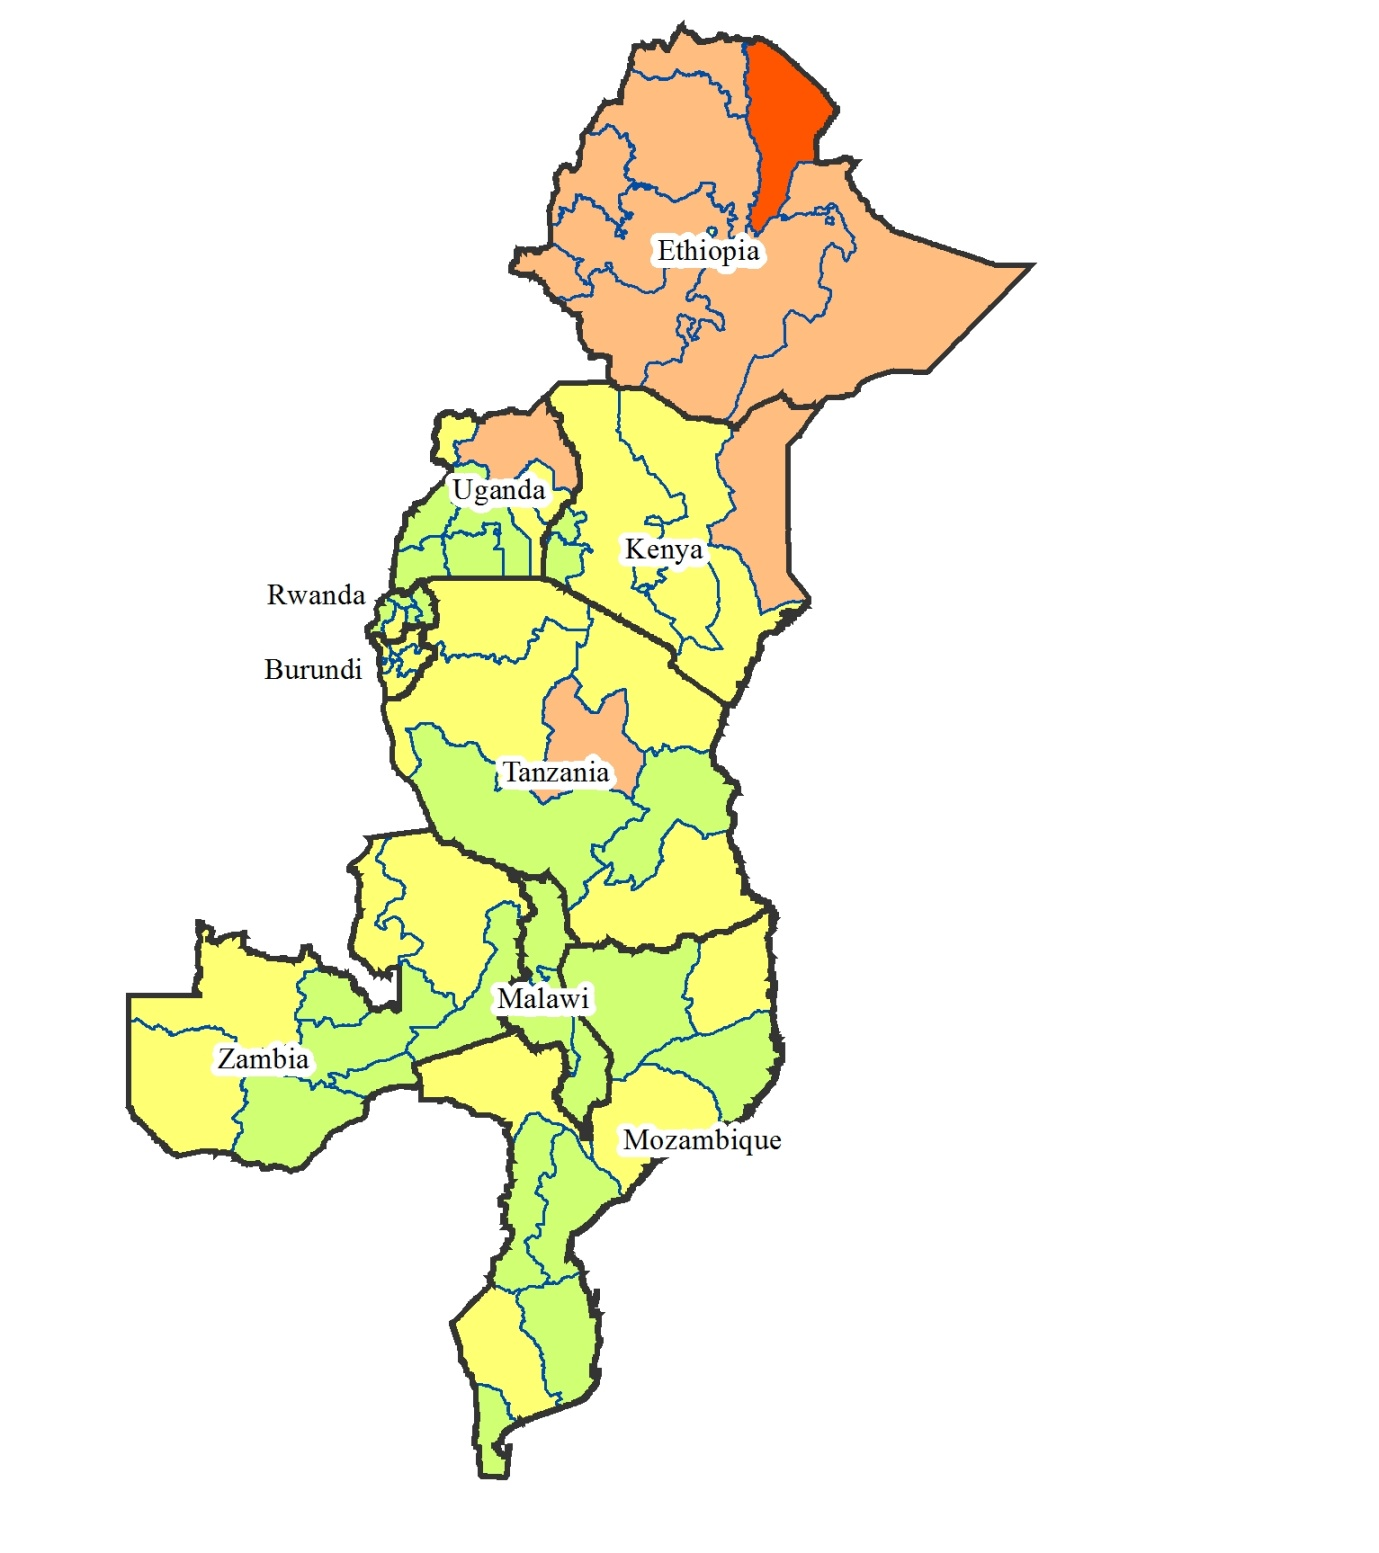 Ethiopia
Uganda
Kenya
Rwanda
Burundi
Tanzania
Malawi
Zambia
Mozambique